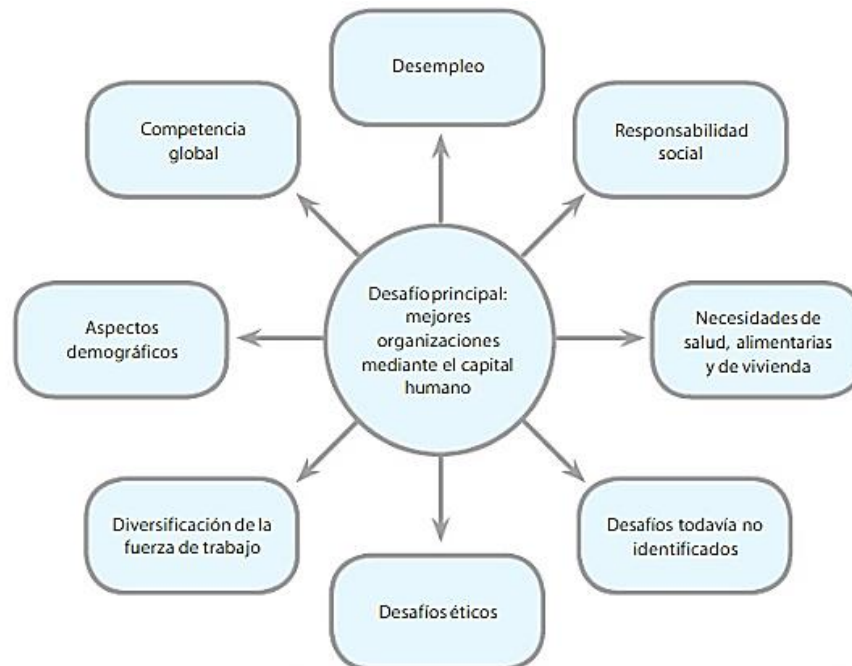 Desempleo
Competencia
global
Responsabilidad
social
Desafío principal:
mejores
organizaciones
mediante el capital
humano
Aspectos
demográficos
Necesidades de
salud, alimentarias
y de vivienda
Diversificación de la
fuerza de trabajo
Desafíos todavía no
identificados
Desafíos éticos